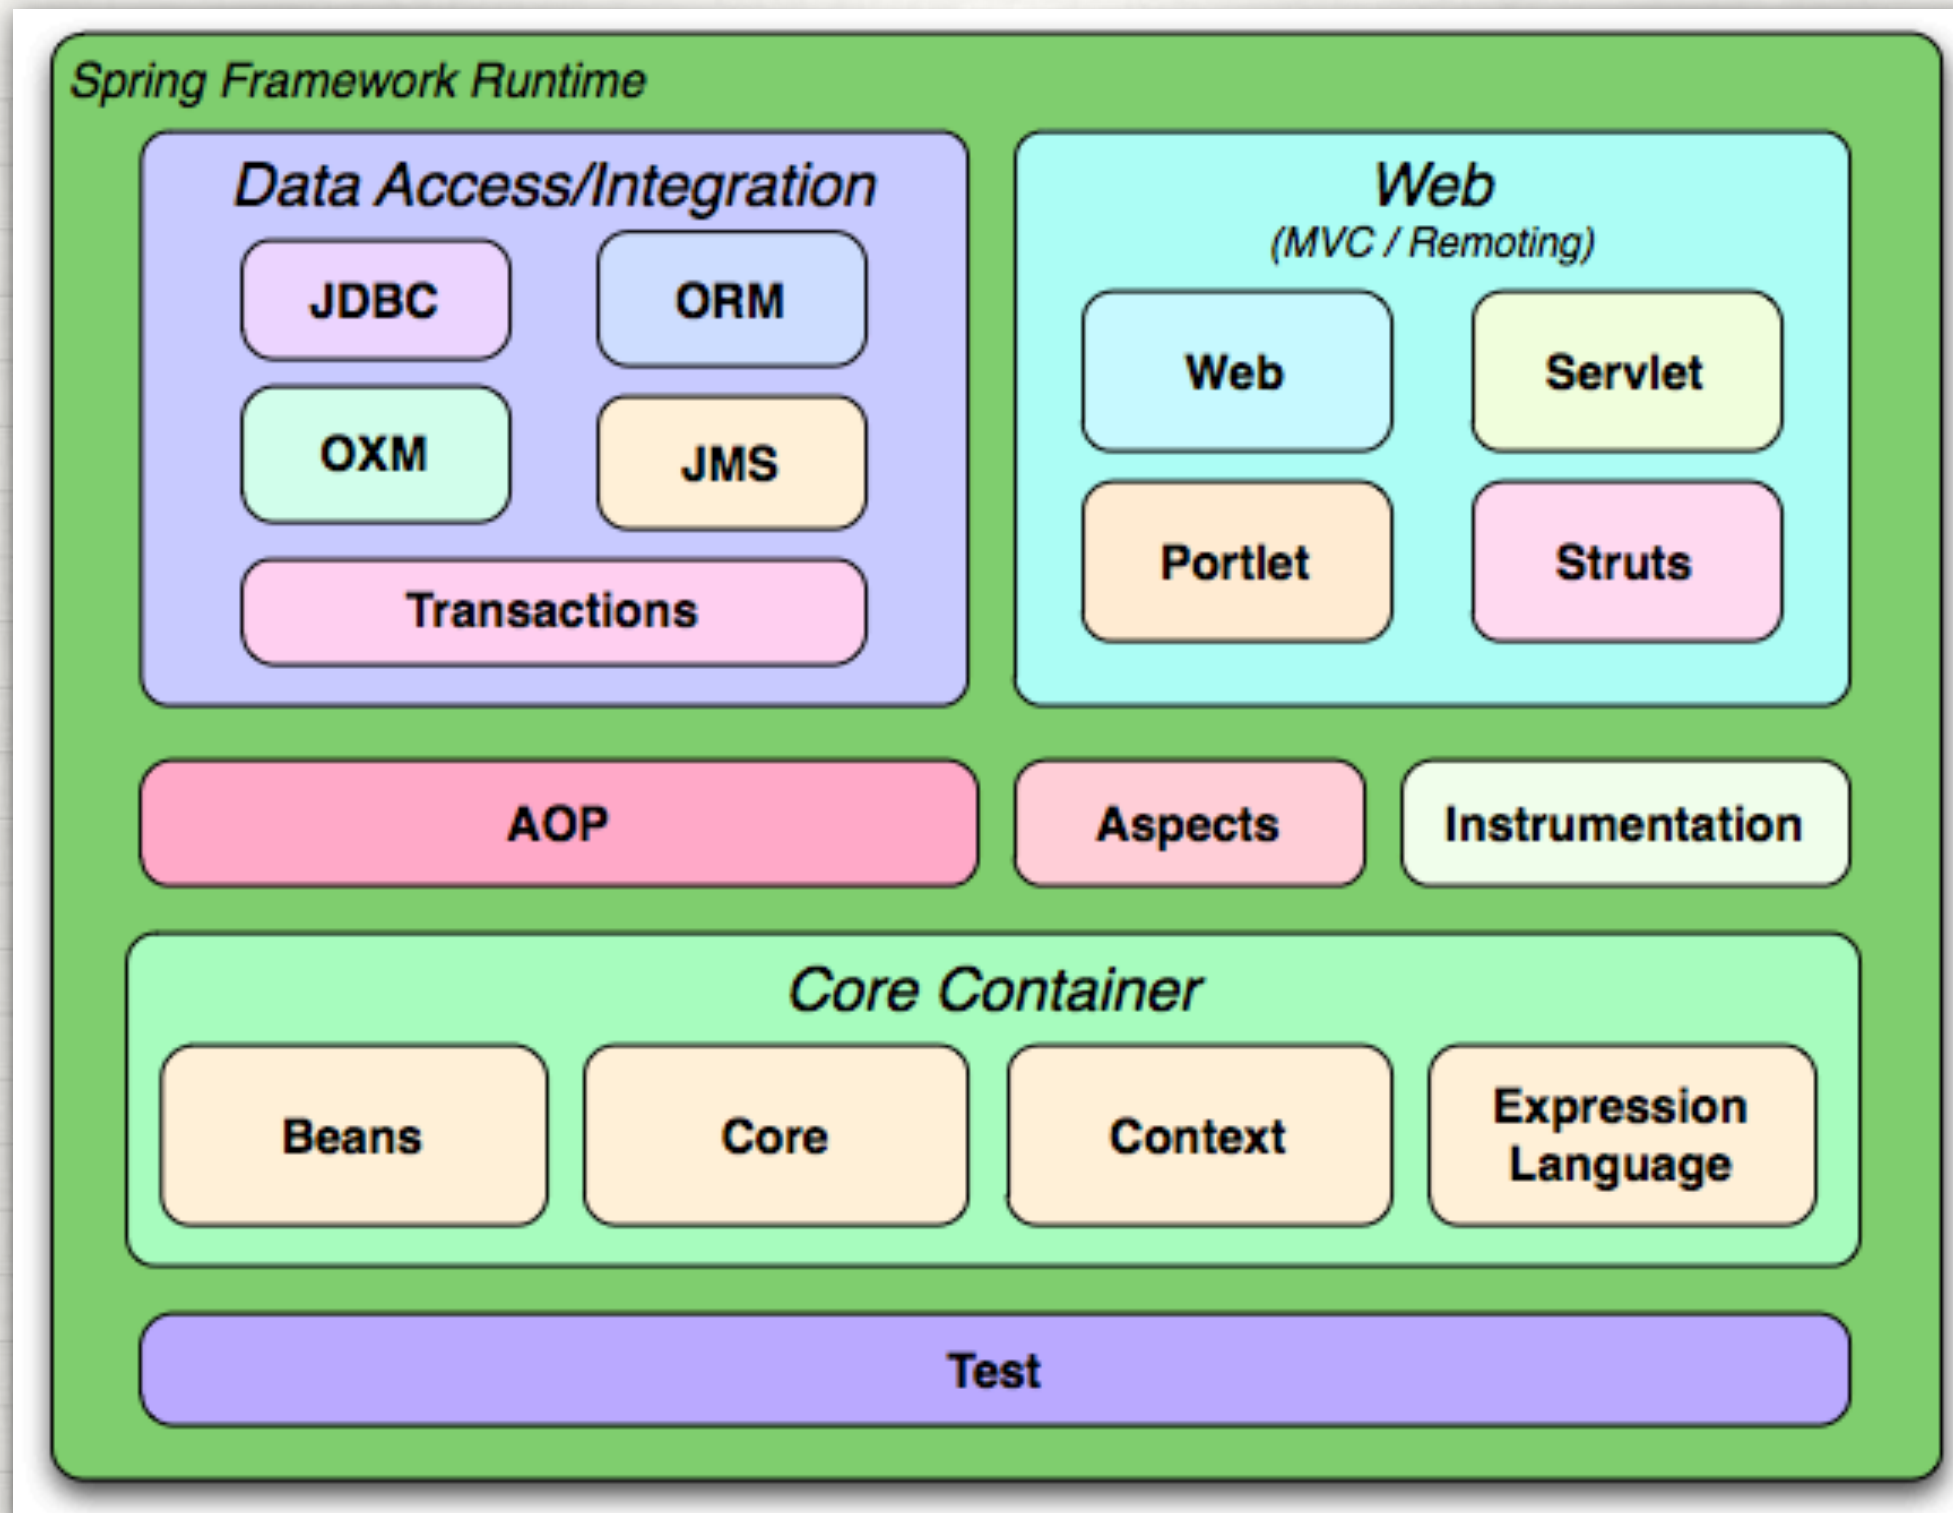 Spring Framework Runtime
Data Access/Integration
JDBC
ORM
OXM
JMS
Transactions
Web
(MVC / Remoting)
Web
Servlet
Portlet
Struts
AOP
Aspects
Instrumentation
Core Container
Beans
Core
Context
Expression
Language
Test